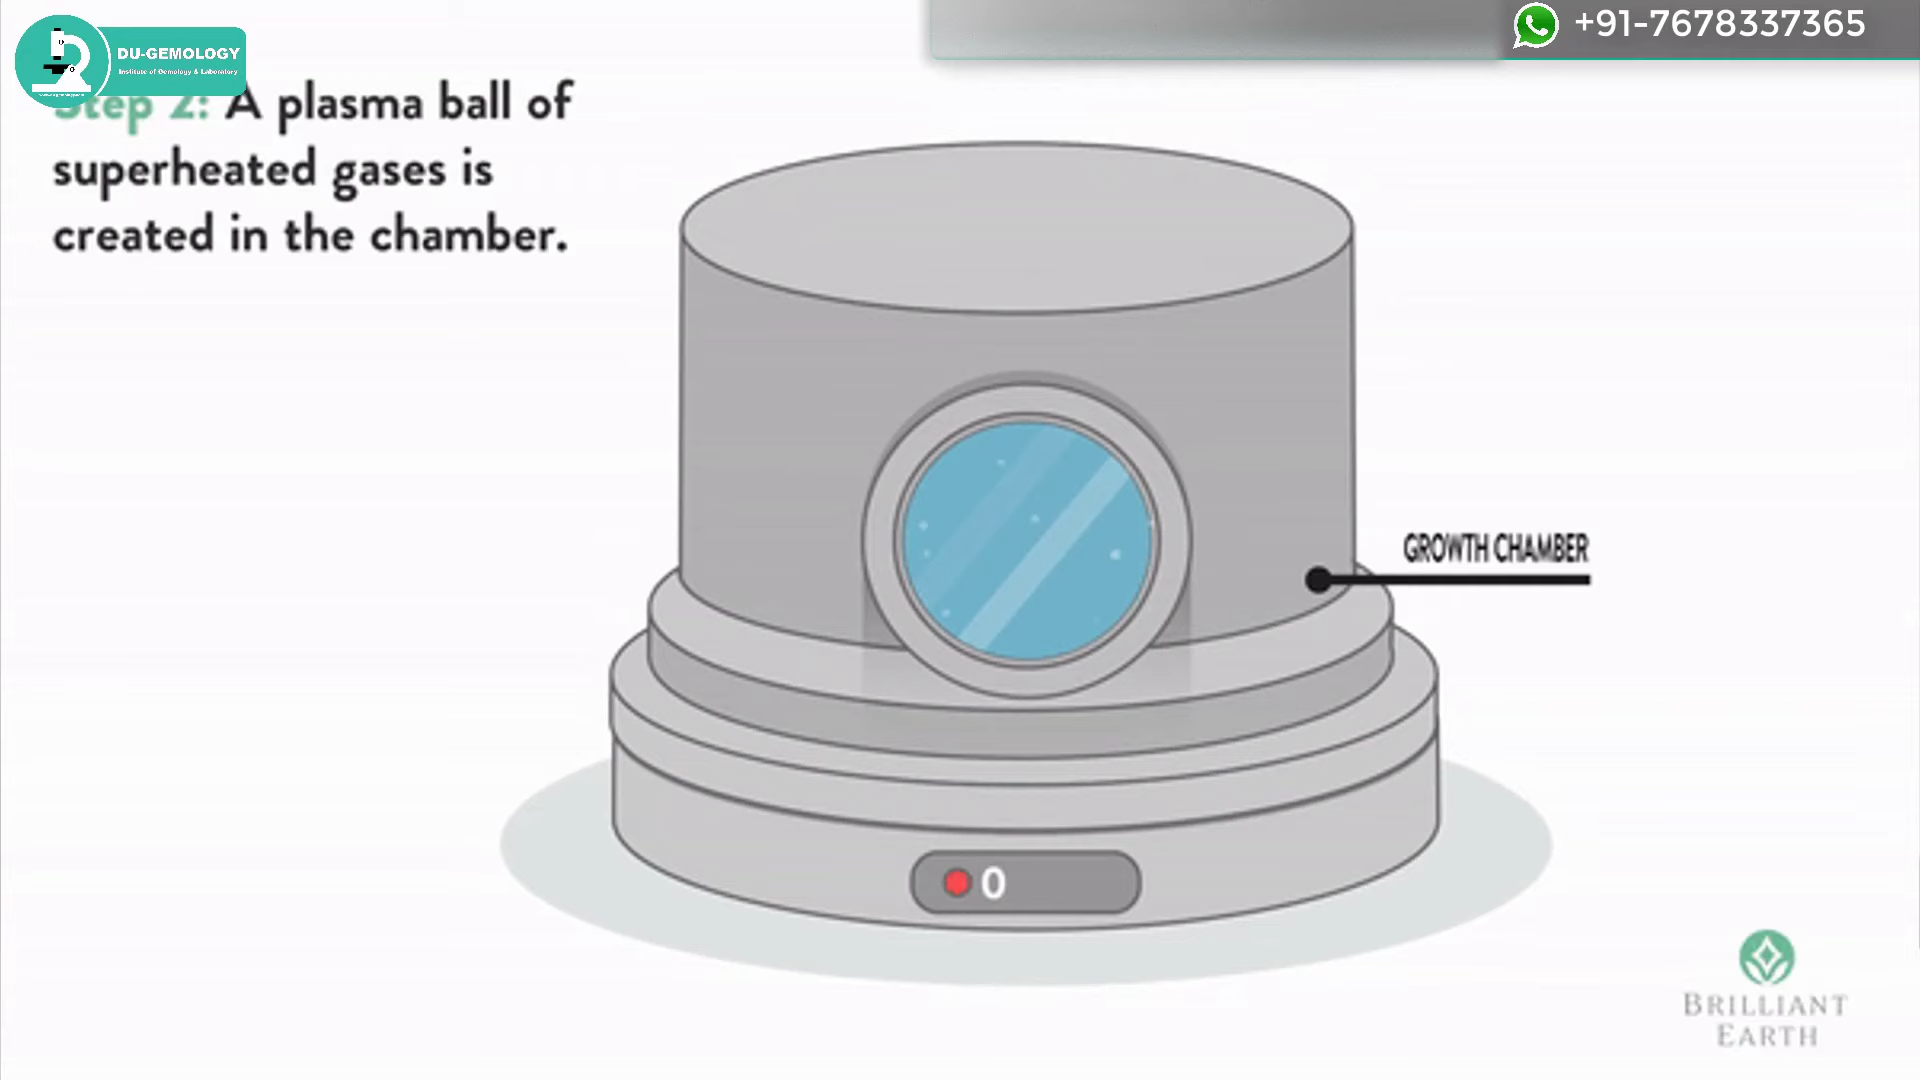 DU-GEMOLOGY
Institute of Gemology & Laboratory
+91-7678337365
Step 2: A plasma ball of
superheated gases is
created in the chamber.
GROWTH CHAMBER
0
BRILLIANT
EARTH